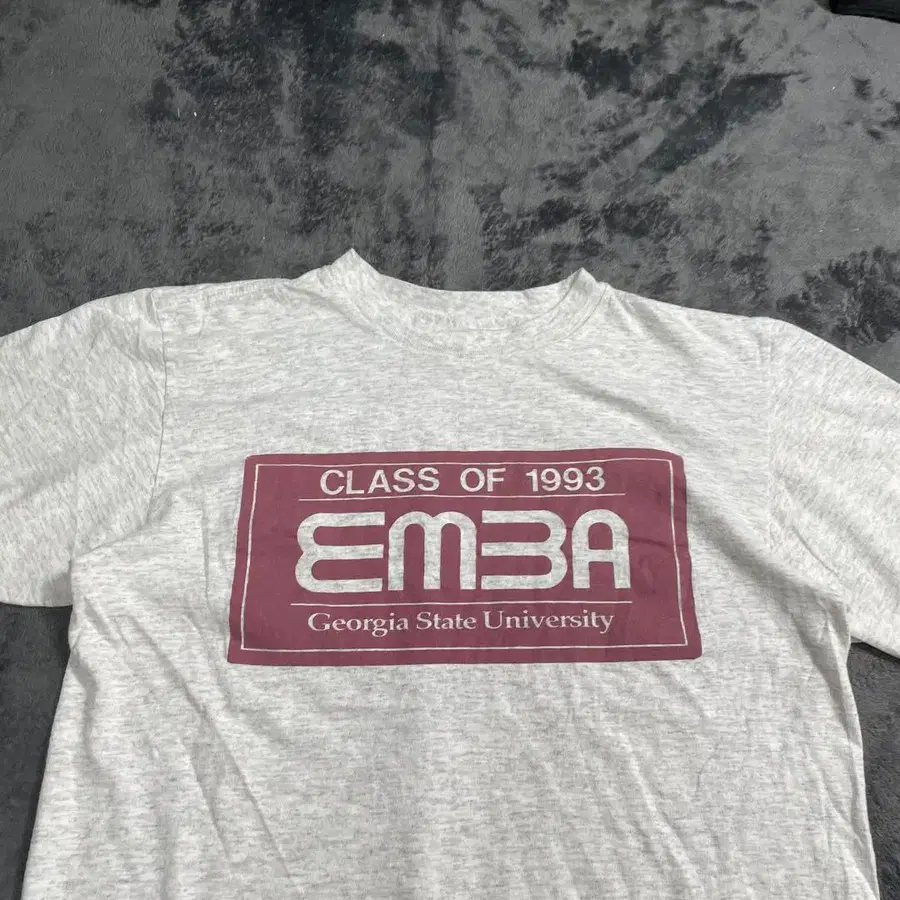 CLASS OF 1993
EMBA
Georgia State University